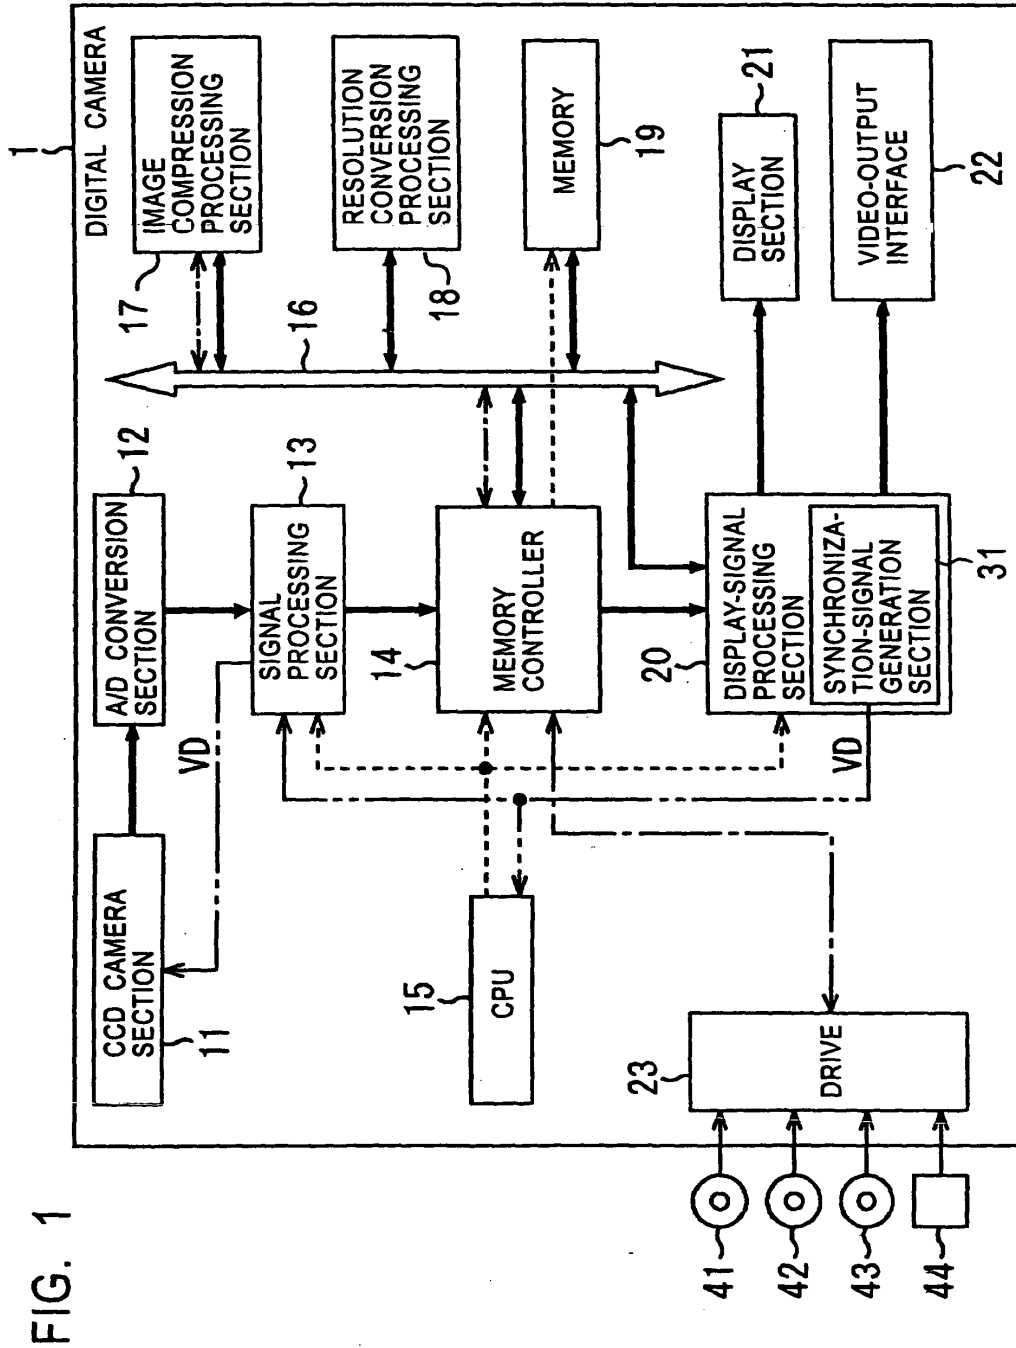 FIG. 1
1
DIGITAL CAMERA
CCD CAMERA
SECTION
11
A/D CONVERSION
SECTION
12
VD
SIGNAL
PROCESSING
SECTION
13
MEMORY
CONTROLLER
14
CPU
15
16
IMAGE
COMPRESSION
PROCESSING
SECTION
17
RESOLUTION
CONVERSION
PROCESSING
SECTION
18
MEMORY
19
DISPLAY-SIGNAL
PROCESSING
SECTION
20
SYNCHRONIZA-
TION-SIGNAL
GENERATION
SECTION
31
VD
DISPLAY
SECTION
21
VIDEO-OUTPUT
INTERFACE
22
DRIVE
23
41
42
43
44